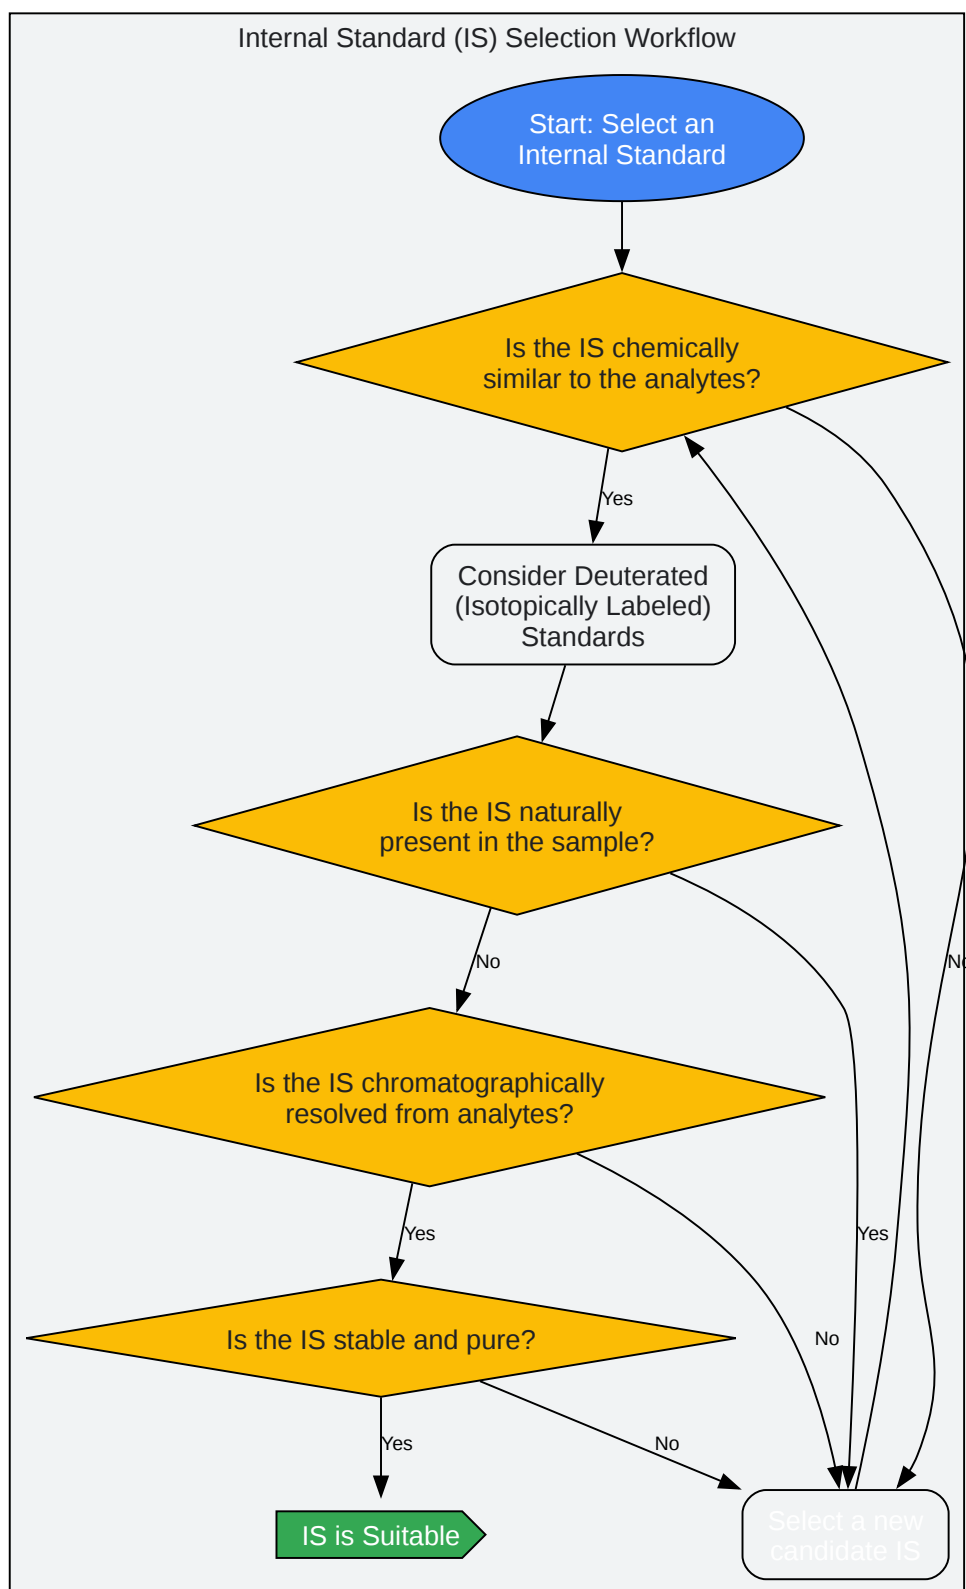 Internal Standard (IS) Selection Workflow
Start: Select an
Internal Standard
Is the IS chemically
similar to the analytes?
Yes
Consider Deuterated
(Isotopically Labeled)
Standards
Is the IS naturally
present in the sample?
No
No
Is the IS chromatographically
resolved from analytes?
Yes
Yes
Is the IS stable and pure?
No
Yes
No
IS is Suitable
Select a new
candidate IS